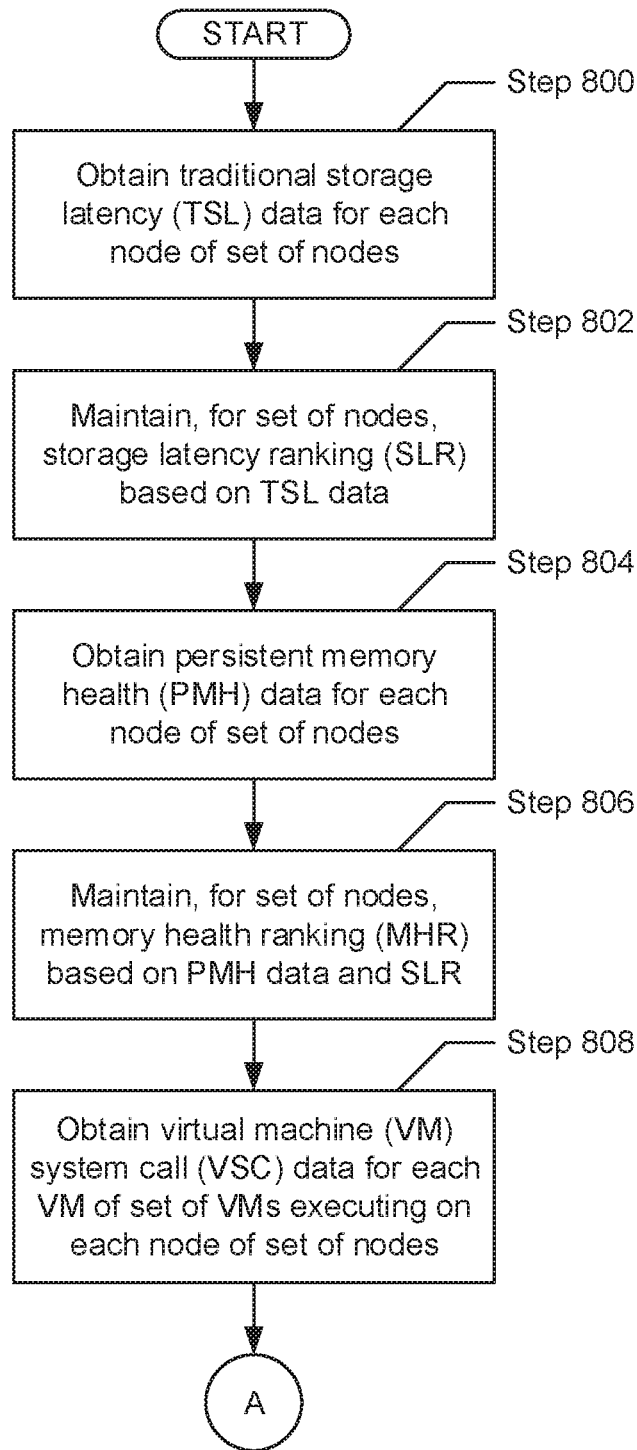 START
Step 800
Obtain traditional storage
latency (TSL) data for each
node of set of nodes
Step 802
Maintain, for set of nodes,
storage latency ranking (SLR)
based on TSL data
Step 804
Obtain persistent memory
health (PMH) data for each
node of set of nodes
Step 806
Maintain, for set of nodes,
memory health ranking (MHR)
based on PMH data and SLR
Step 808
Obtain virtual machine (VM)
system call (VSC) data for each
VM of set of VMs executing on
each node of set of nodes
A